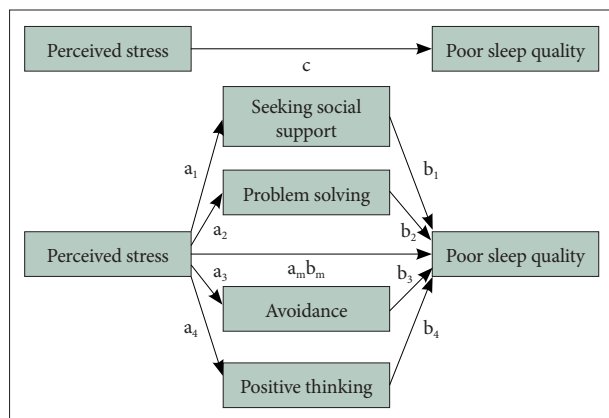 Perceived stress
Poor sleep quality
c
Seeking social
support
a₁
b₁
Problem solving
a₂
b₂
Perceived stress
aₘbₘ
Poor sleep quality
a₃
b₃
Avoidance
a₄
b₄
Positive thinking